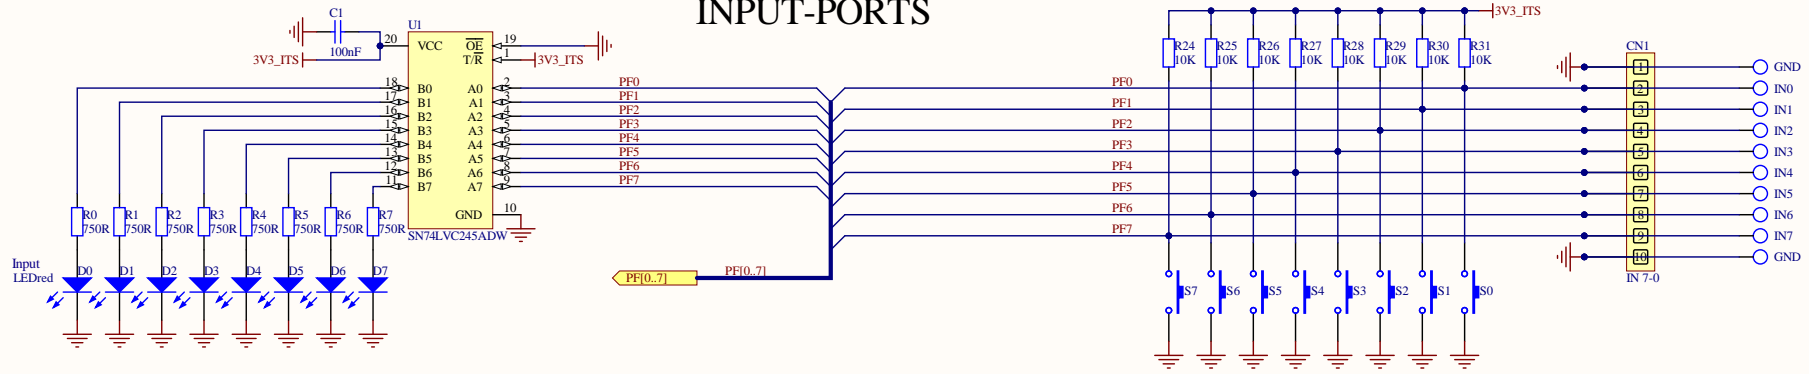 INPUT-PORTS
C1
100nF
3V3_ITS
U1
20 VCC
OE 19
T/R 1
3V3_ITS
18 B0 A0 2 PF0
17 B1 A1 3 PF1
16 B2 A2 4 PF2
15 B3 A3 5 PF3
14 B4 A4 6 PF4
13 B5 A5 7 PF5
12 B6 A6 8 PF6
11 B7 A7 9 PF7
GND 10
SN74LVC245ADW
R0 R1 R2 R3 R4 R5 R6 R7
750R 750R 750R 750R 750R 750R 750R 750R
Input
LEDred
D0 D1 D2 D3 D4 D5 D6 D7
PF[0..7]
PF[0..7]
3V3_ITS
R24 R25 R26 R27 R28 R29 R30 R31
10K 10K 10K 10K 10K 10K 10K 10K
PF0
PF1
PF2
PF3
PF4
PF5
PF6
PF7
S7 S6 S5 S4 S3 S2 S1 S0
CN1
1 GND
2 IN0
3 IN1
4 IN2
5 IN3
6 IN4
7 IN5
8 IN6
9 IN7
10 GND
IN 7-0